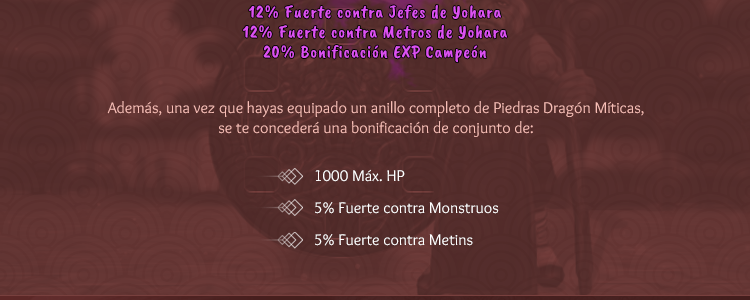 12% Fuerte contra Jefes de Yohara
12% Fuerte contra Metros de Yohara
20% Bonificación EXP Campeón
Además, una vez que hayas equipado un anillo completo de Piedras Dragón Míticas,
se te concederá una bonificación de conjunto de:
1000 Máx. HP
5% Fuerte contra Monstruos
5% Fuerte contra Metins